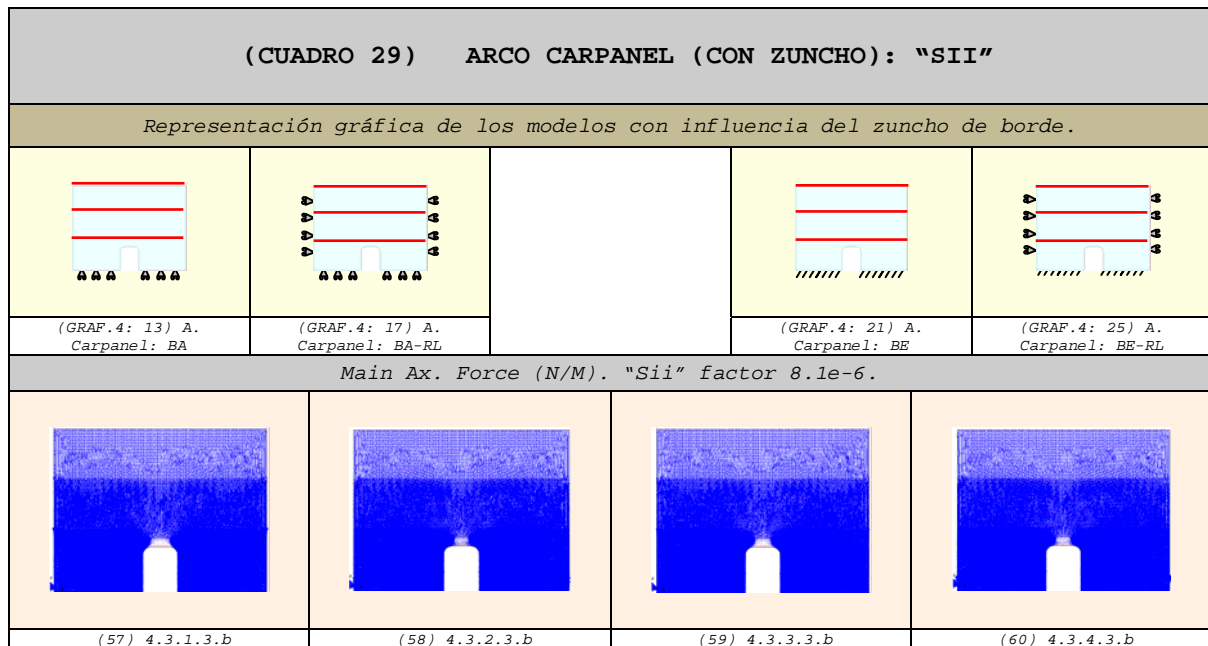 (CUADRO 29) ARCO CARPANEL (CON ZUNCHO): “SII”
Representación gráfica de los modelos con influencia del zuncho de borde.
(GRAF.4: 13) A.
Carpanel: BA
(GRAF.4: 17) A.
Carpanel: BA-RL
(GRAF.4: 21) A.
Carpanel: BE
(GRAF.4: 25) A.
Carpanel: BE-RL
Main Ax. Force (N/M). “Sii” factor 8.1e-6.
(57) 4.3.1.3.b
(58) 4.3.2.3.b
(59) 4.3.3.3.b
(60) 4.3.4.3.b